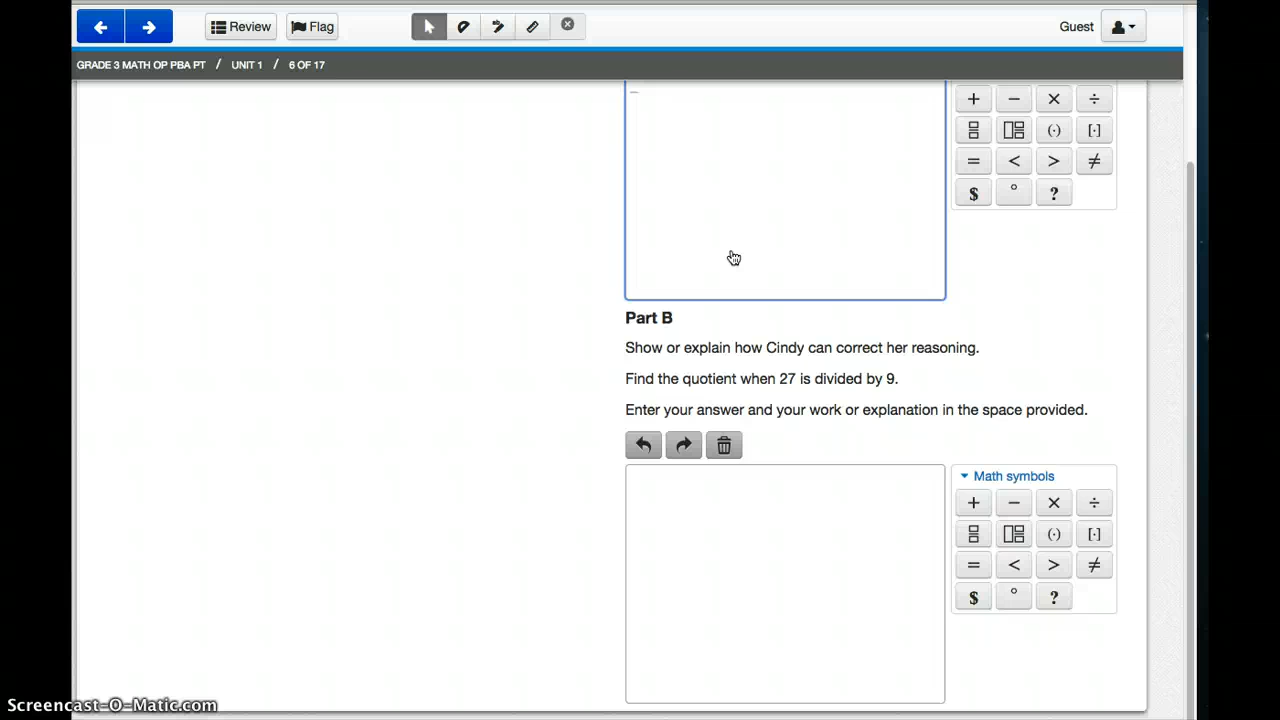 Review Flag Guest
GRADE 3 MATH OP PBA PT / UNIT 1 / 6 OF 17
+ − × ÷
(·) [·]
= < > ≠
$ ° ?
Part B
Show or explain how Cindy can correct her reasoning.
Find the quotient when 27 is divided by 9.
Enter your answer and your work or explanation in the space provided.
Math symbols
+ − × ÷
(·) [·]
= < > ≠
$ ° ?
Screencast-O-Matic.com